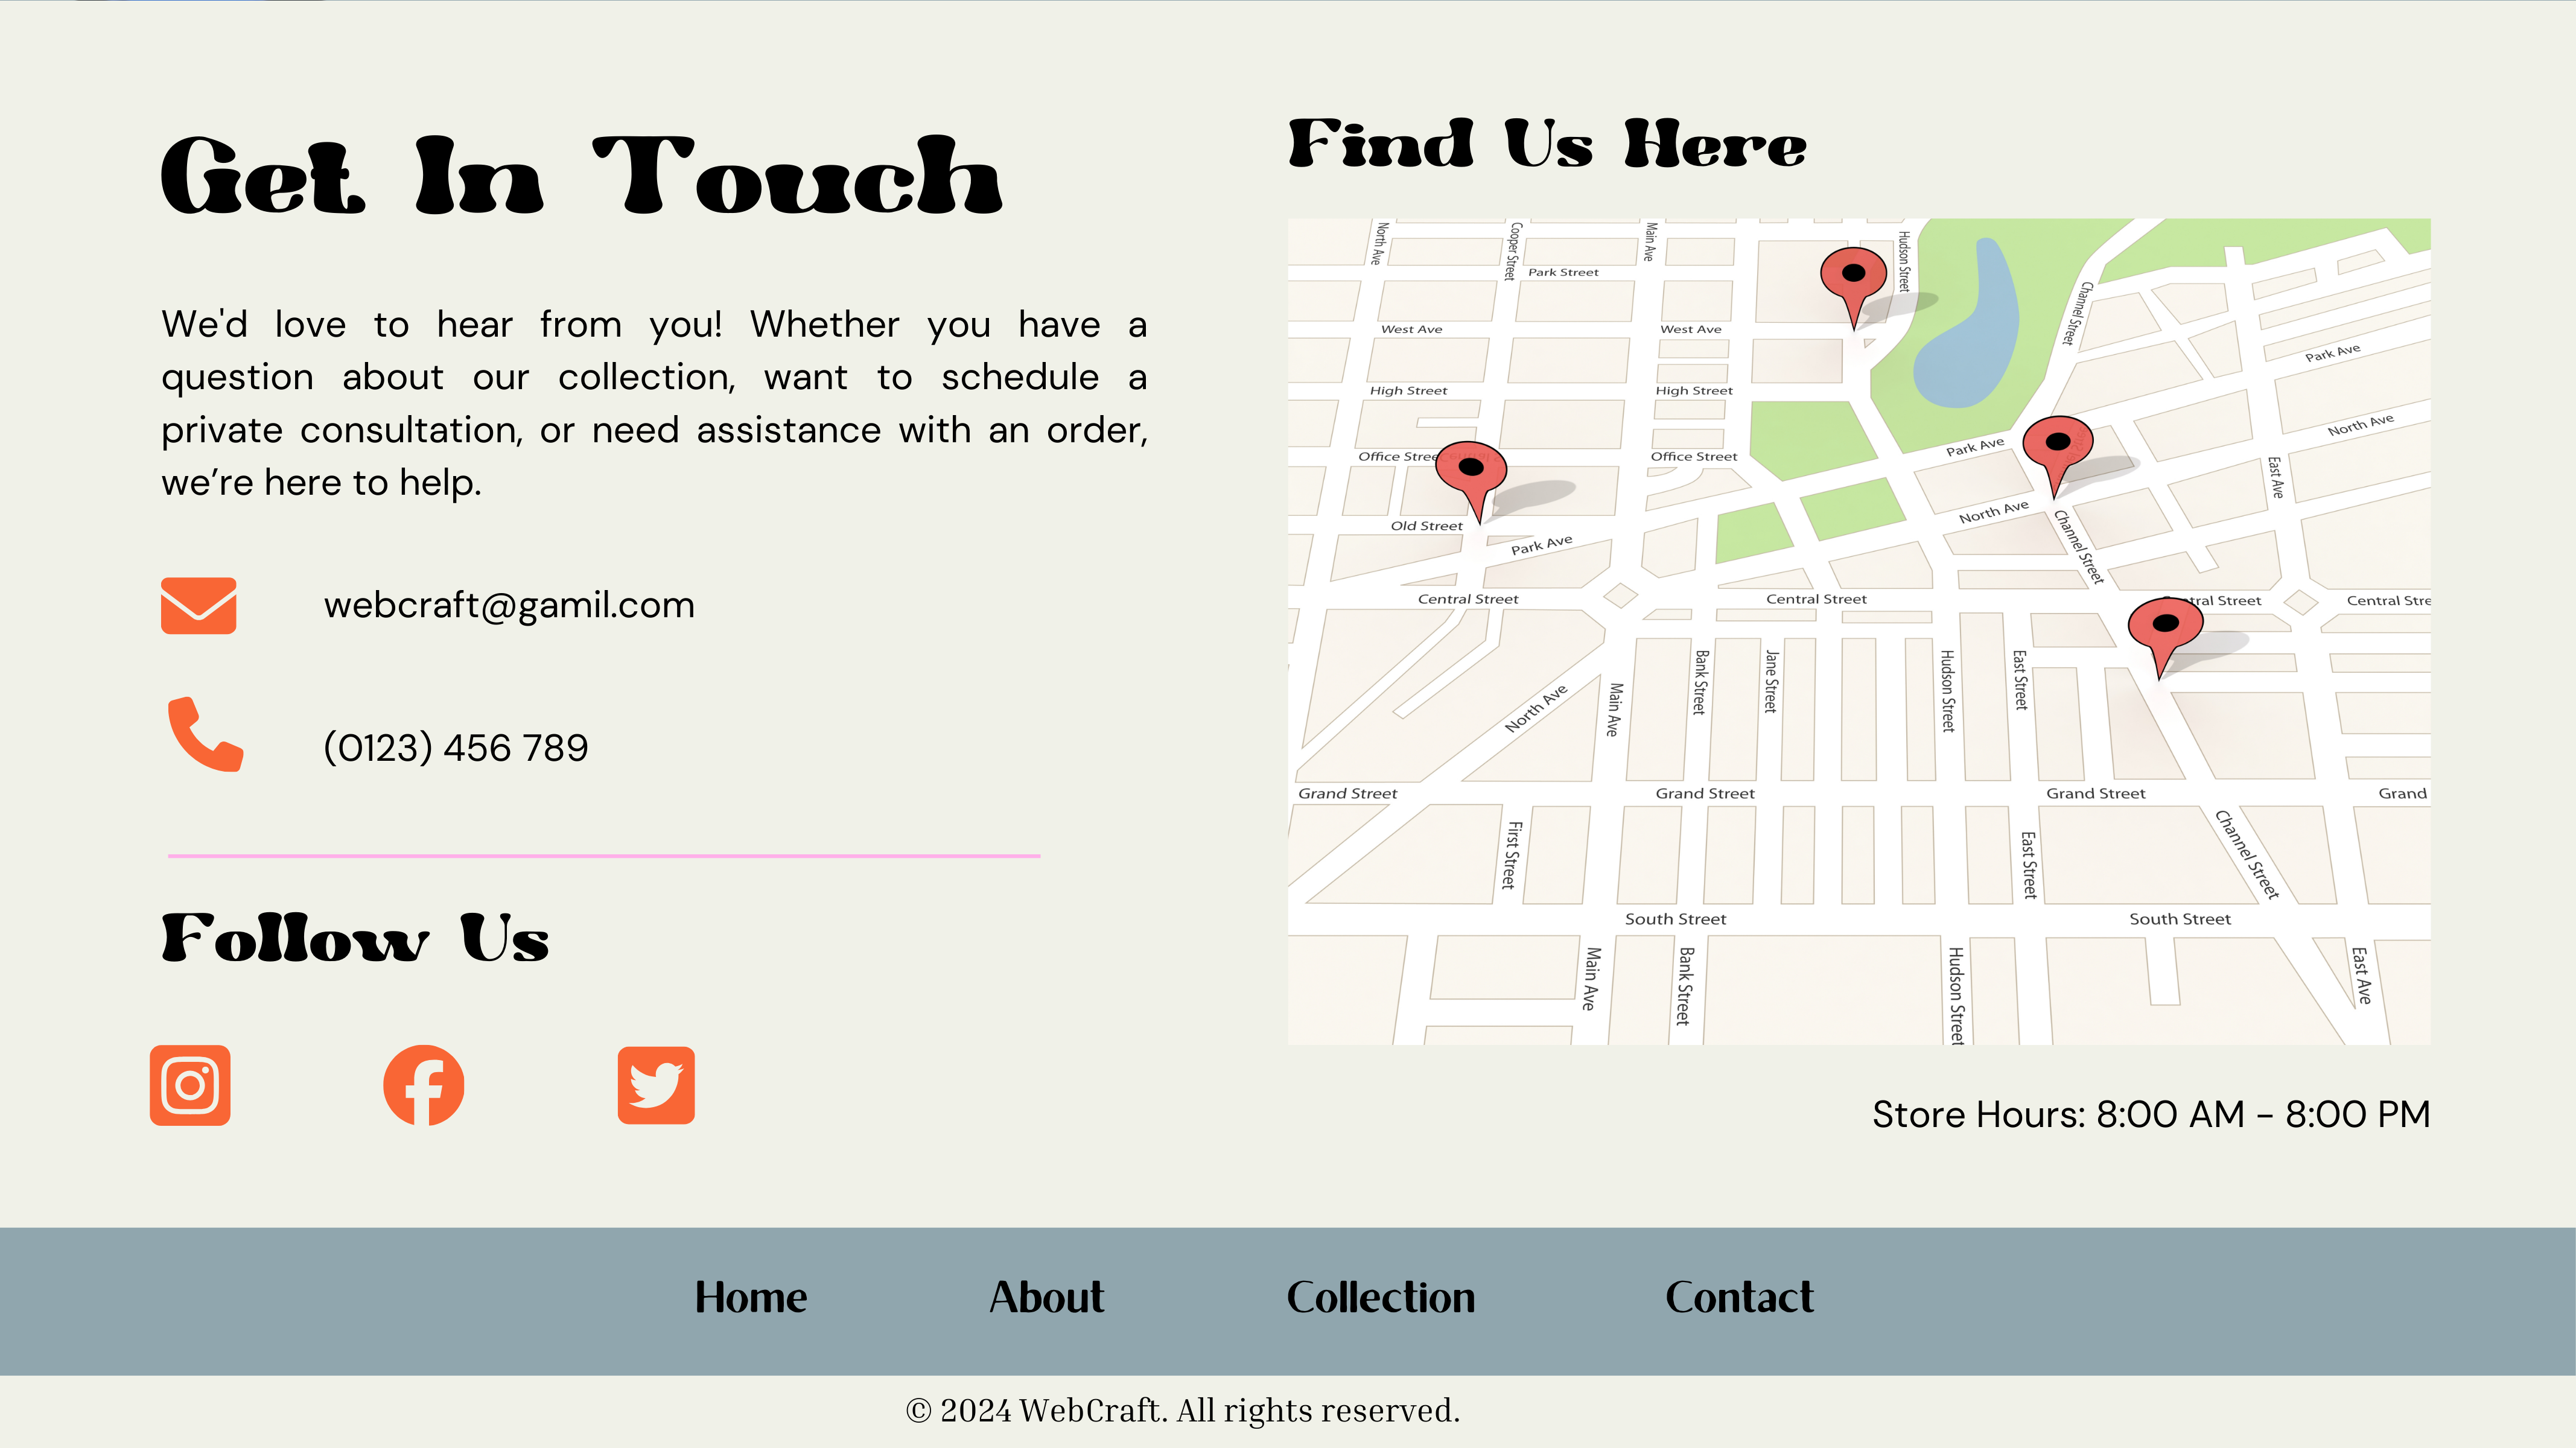 Get In Touch
We'd love to hear from you! Whether you have a
question about our collection, want to schedule a
private consultation, or need assistance with an order,
we’re here to help.
webcraft@gamil.com
(0123) 456 789
Follow Us
Find Us Here
North Ave
Cooper Street
Main Ave
Hudson Street
Park Street
Channel Street
West Ave
West Ave
Park Ave
High Street
High Street
North Ave
Park Ave
Office Stree
Office Street
East Ave
North Ave
Old Street
Park Ave
Channel Street
Central Street
Central Street
tral Street
Central Stre
Bank Street
Jane Street
Hudson Street
East Street
North Ave
Main Ave
Grand Street
Grand Street
Grand Street
Grand
First Street
East Street
Channel Street
South Street
South Street
Main Ave
Bank Street
Hudson Street
East Ave
Store Hours: 8:00 AM - 8:00 PM
Home About Collection Contact
© 2024 WebCraft. All rights reserved.